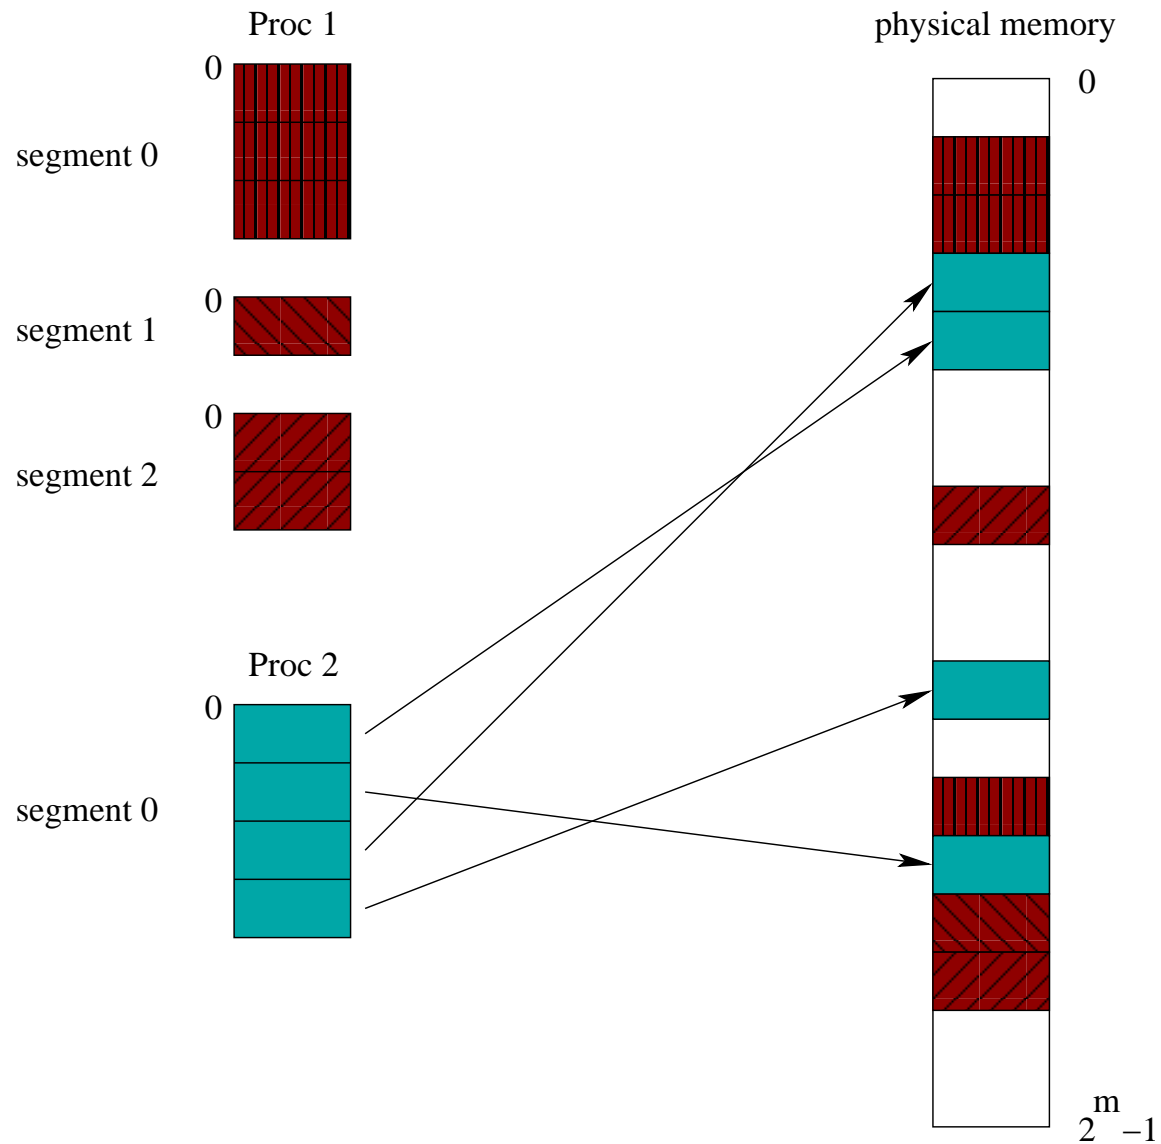 Proc 1
physical memory
0
0
segment 0
0
segment 1
0
segment 2
Proc 2
0
segment 0
2^m−1